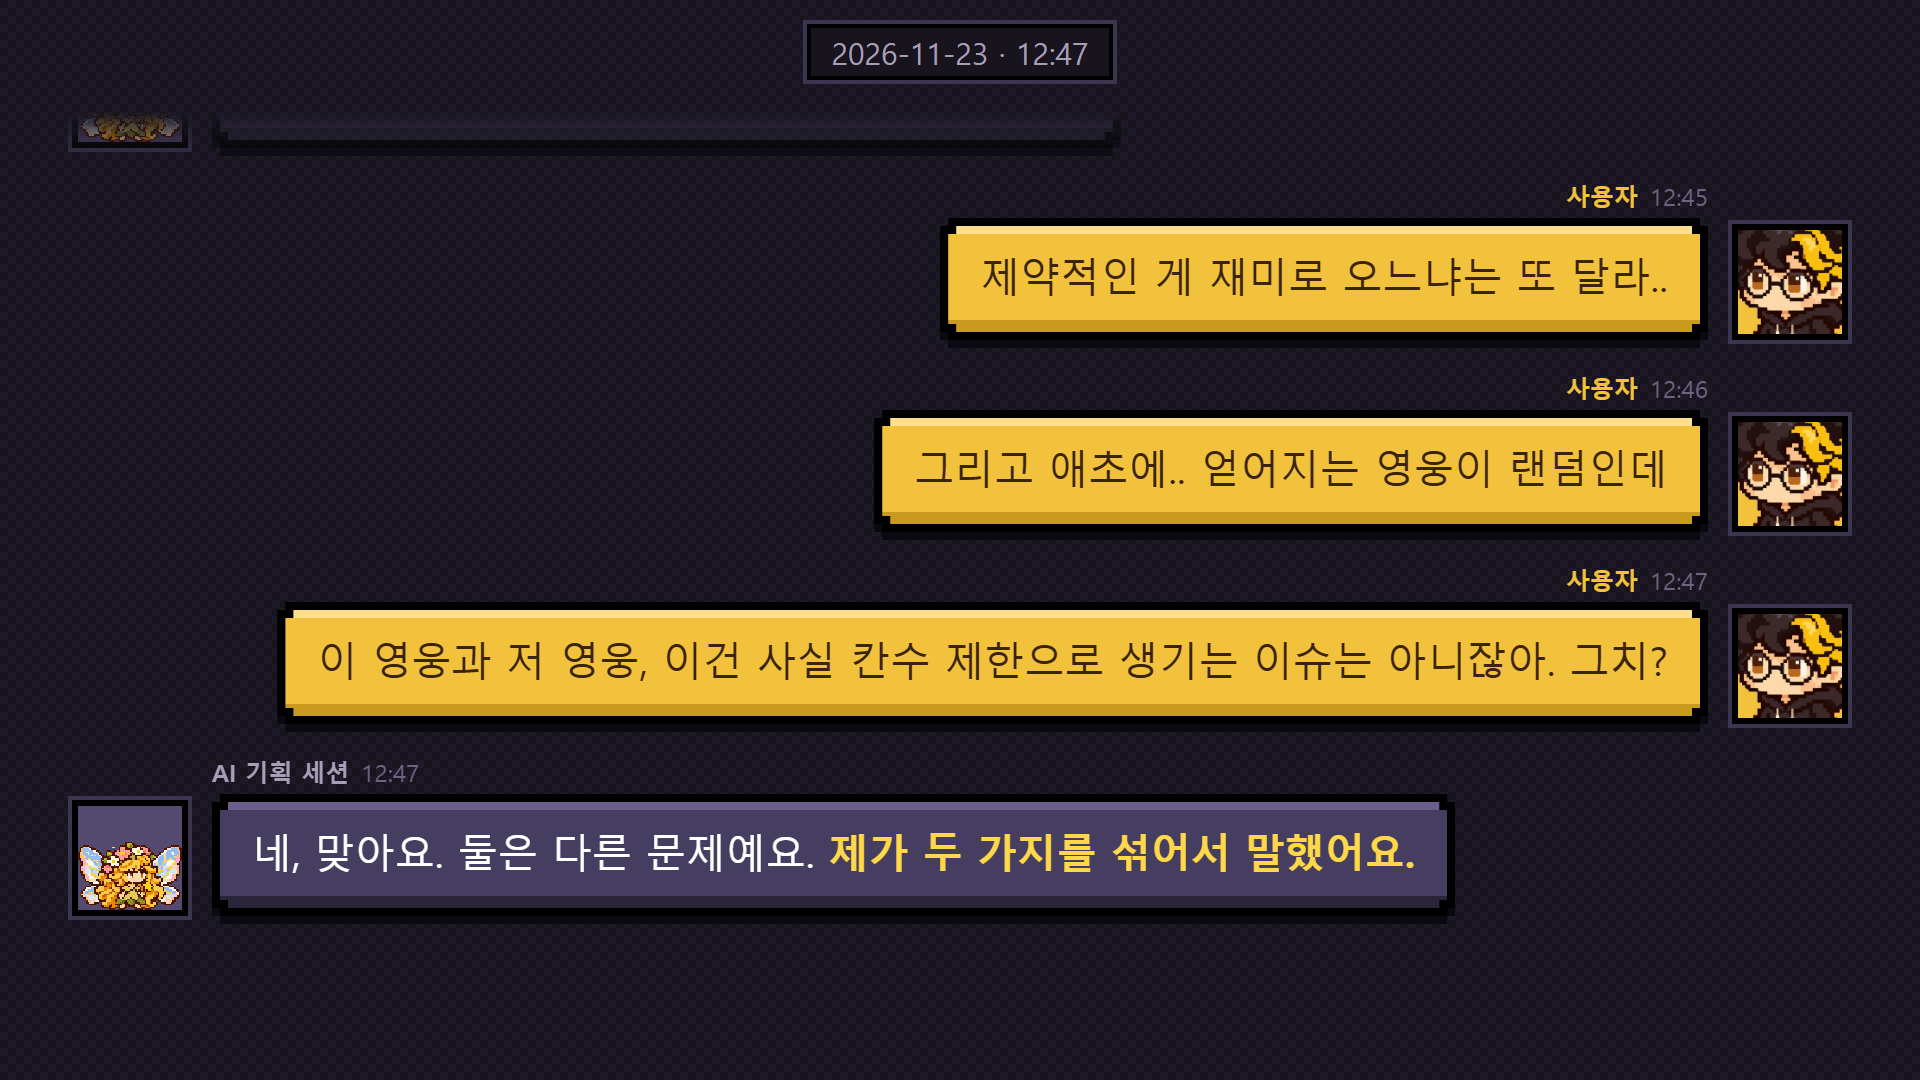 2026-11-23 · 12:47
사용자 12:45
제약적인 게 재미로 오느냐는 또 달라..
사용자 12:46
그리고 애초에.. 얻어지는 영웅이 랜덤인데
사용자 12:47
이 영웅과 저 영웅, 이건 사실 칸수 제한으로 생기는 이슈는 아니잖아. 그치?
AI 기획 세션 12:47
네, 맞아요. 둘은 다른 문제예요. 제가 두 가지를 섞어서 말했어요.